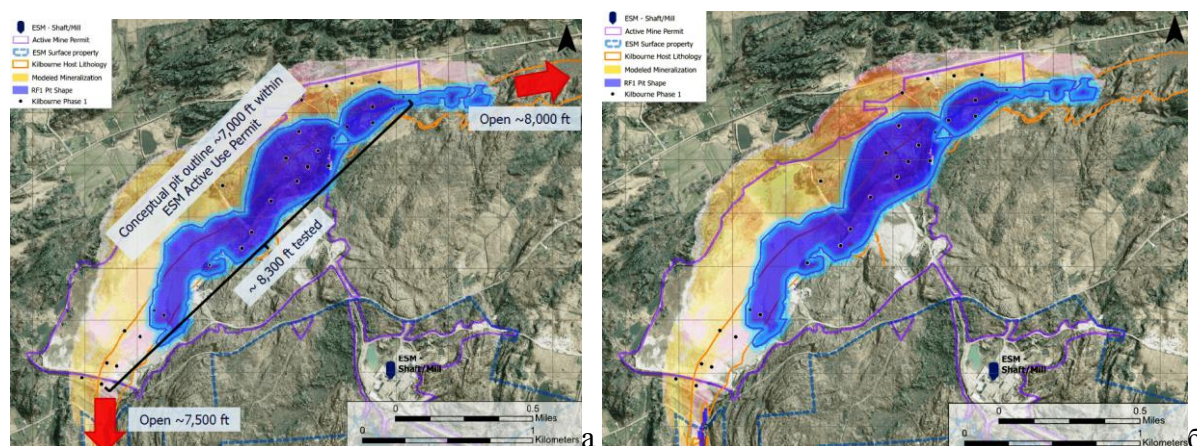 ESM - Shaft/Mill
Active Mine Permit
ESM Surface property
Kilbourne Host Lithology
Modeled Mineralization
RF1 Pit Shape
Kilbourne Phase 1
Open ~8,000 ft
Conceptual pit outline ~7,000 ft within
ESM Active Use Permit
~ 8,300 ft tested
ESM -
Shaft/Mill
Open ~7,500 ft
0 0.5
Miles
0 1
Kilometers
а
ESM - Shaft/Mill
Active Mine Permit
ESM Surface property
Kilbourne Host Lithology
Modeled Mineralization
RF1 Pit Shape
Kilbourne Phase 1
ESM -
Shaft/Mill
0 0.5
Miles
0 1
Kilometers
б